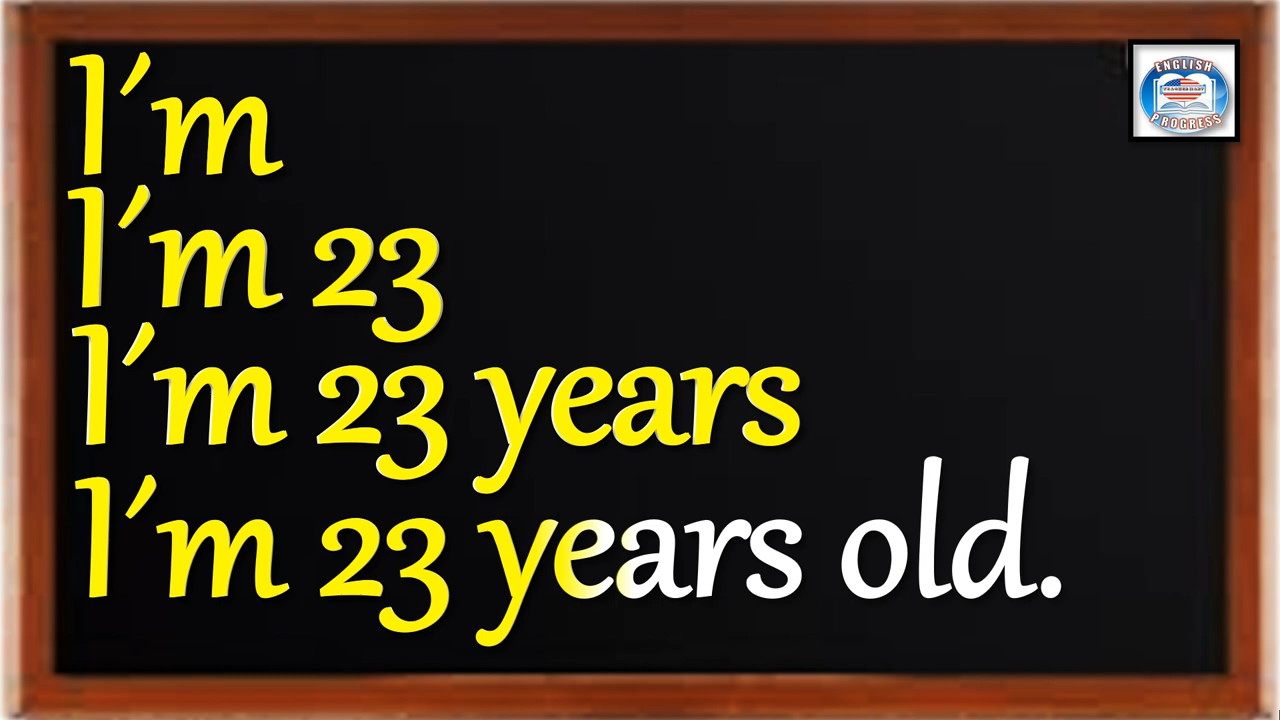 I'm
I'm 23
I'm 23 years
I'm 23 years old.
ENGLISH
PROGRESS